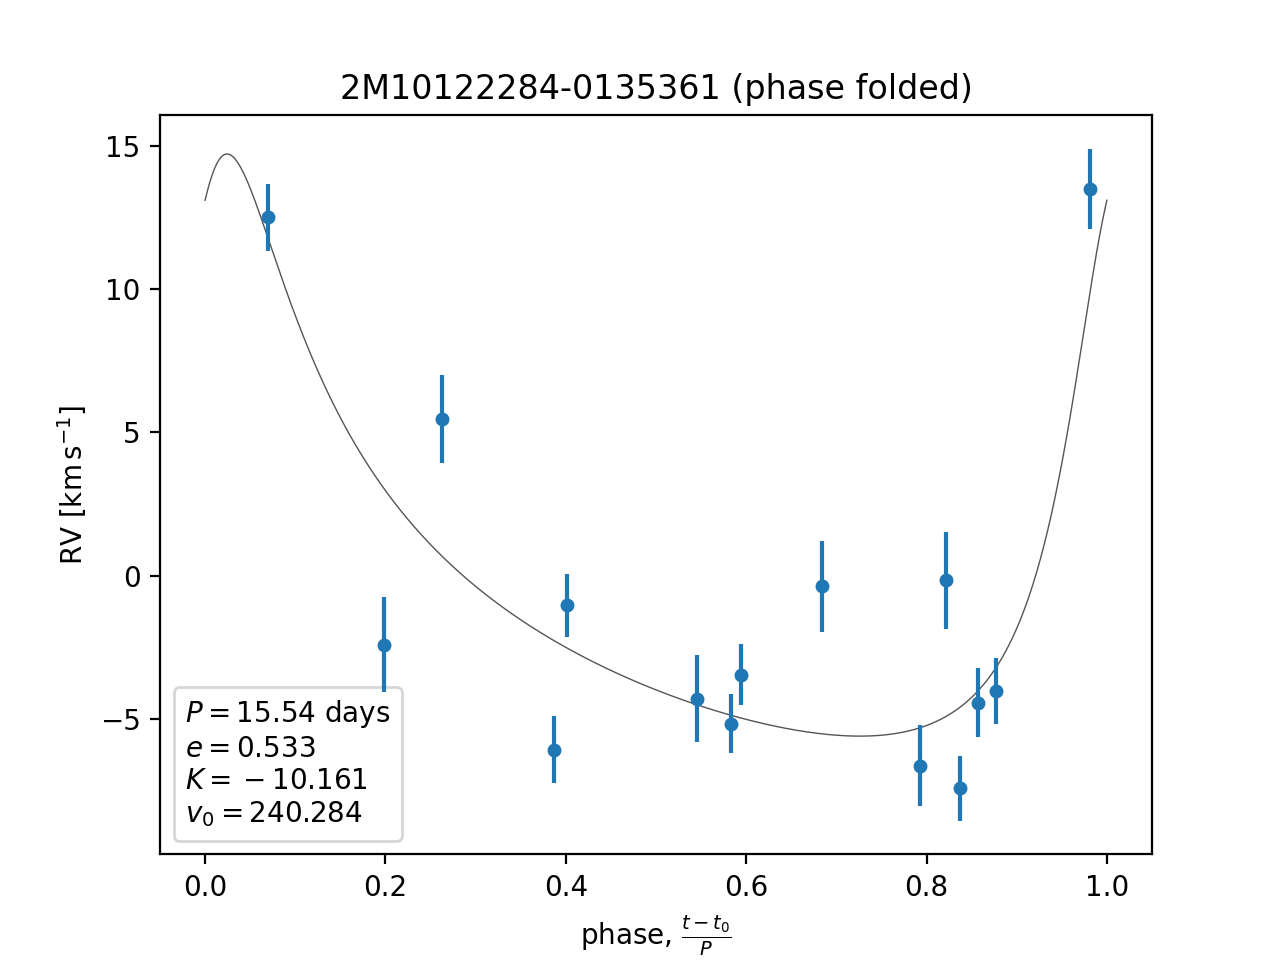 2M10122284-0135361 (phase folded)
15
10
5
0
−5
RV [km s⁻¹]
P = 15.54 days
e = 0.533
K = −10.161
v₀ = 240.284
0.0 0.2 0.4 0.6 0.8 1.0
phase, (t − t₀)/P